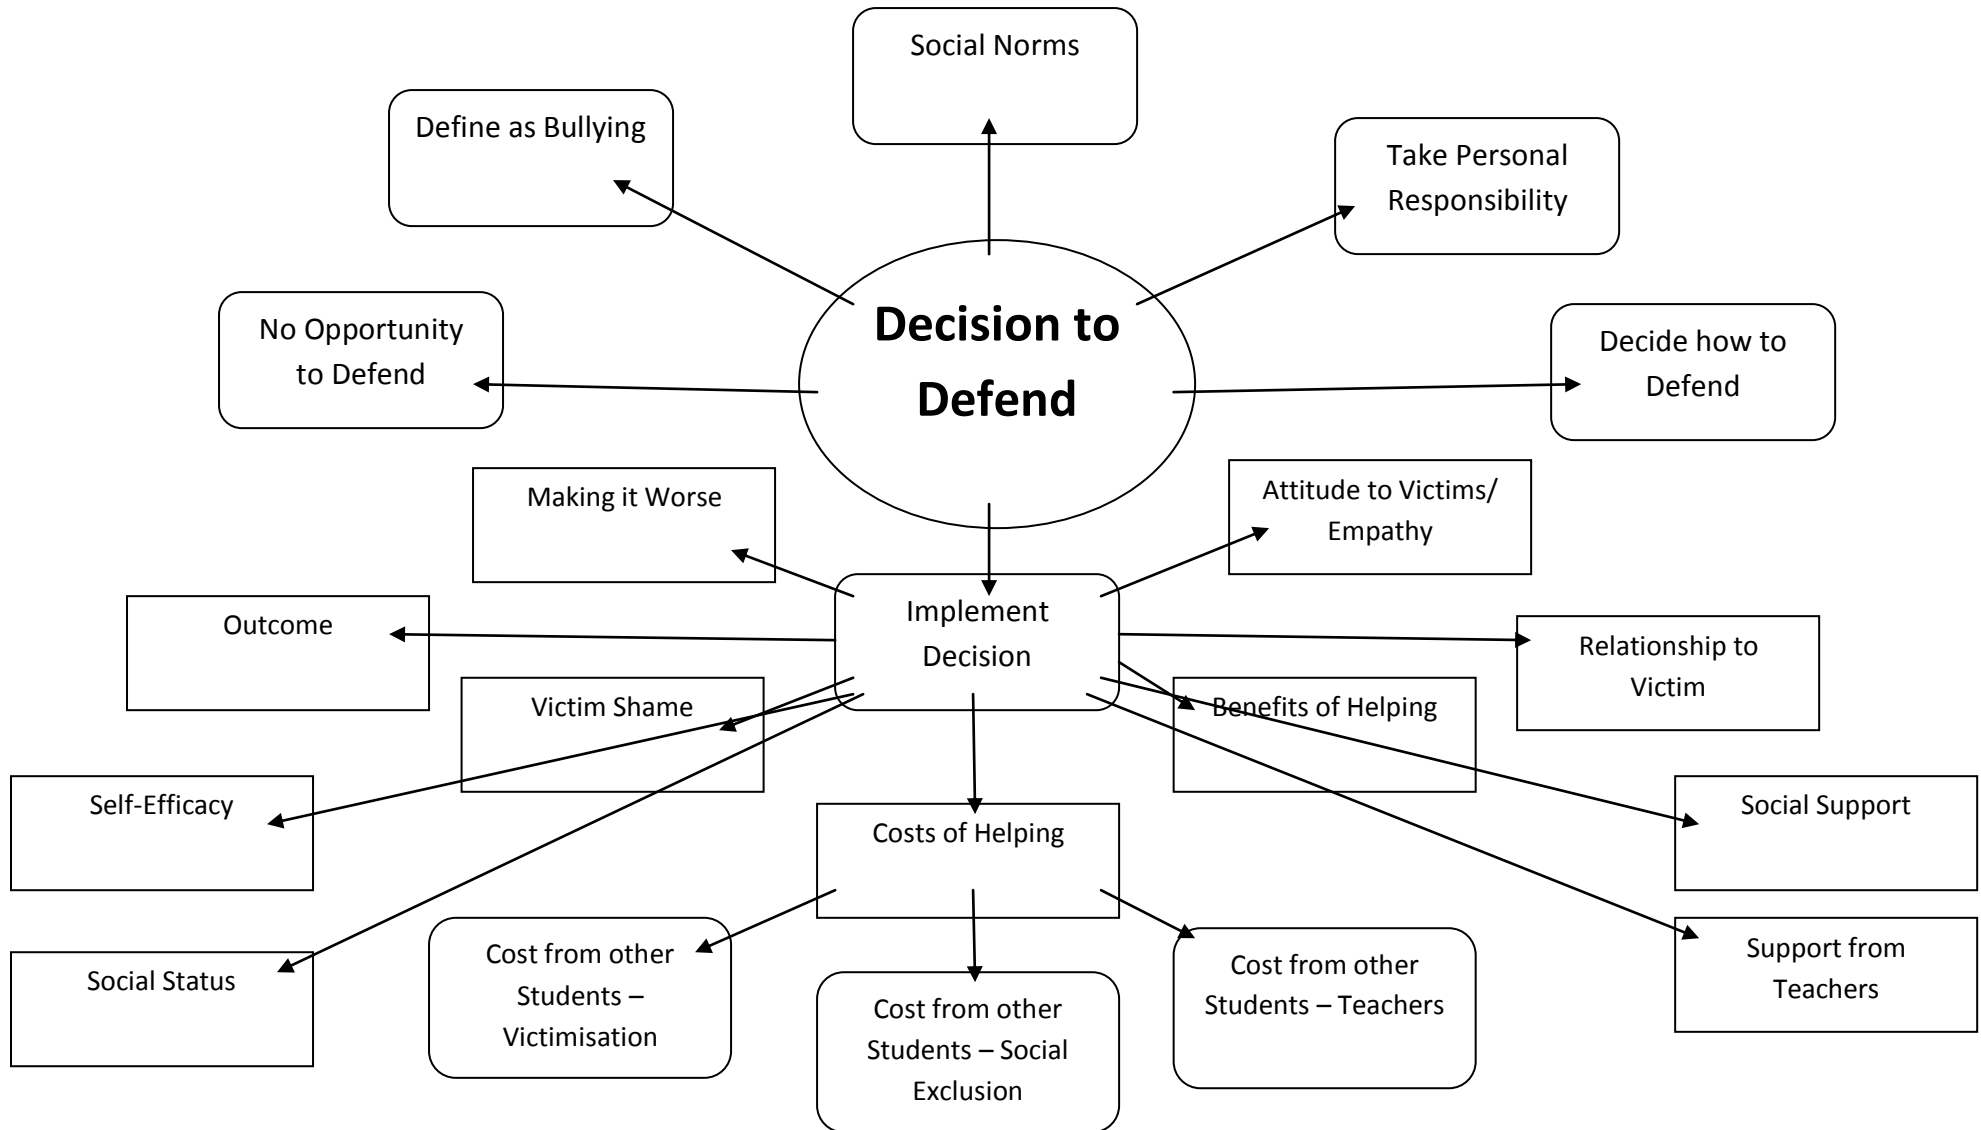 Social Norms
Define as Bullying
Take Personal
Responsibility
No Opportunity
to Defend
Decision to
Defend
Decide how to
Defend
Making it Worse
Attitude to Victims/
Empathy
Outcome
Implement
Decision
Relationship to
Victim
Victim Shame
Benefits of Helping
Self-Efficacy
Costs of Helping
Social Support
Social Status
Cost from other
Students –
Victimisation
Cost from other
Students – Social
Exclusion
Cost from other
Students – Teachers
Support from
Teachers